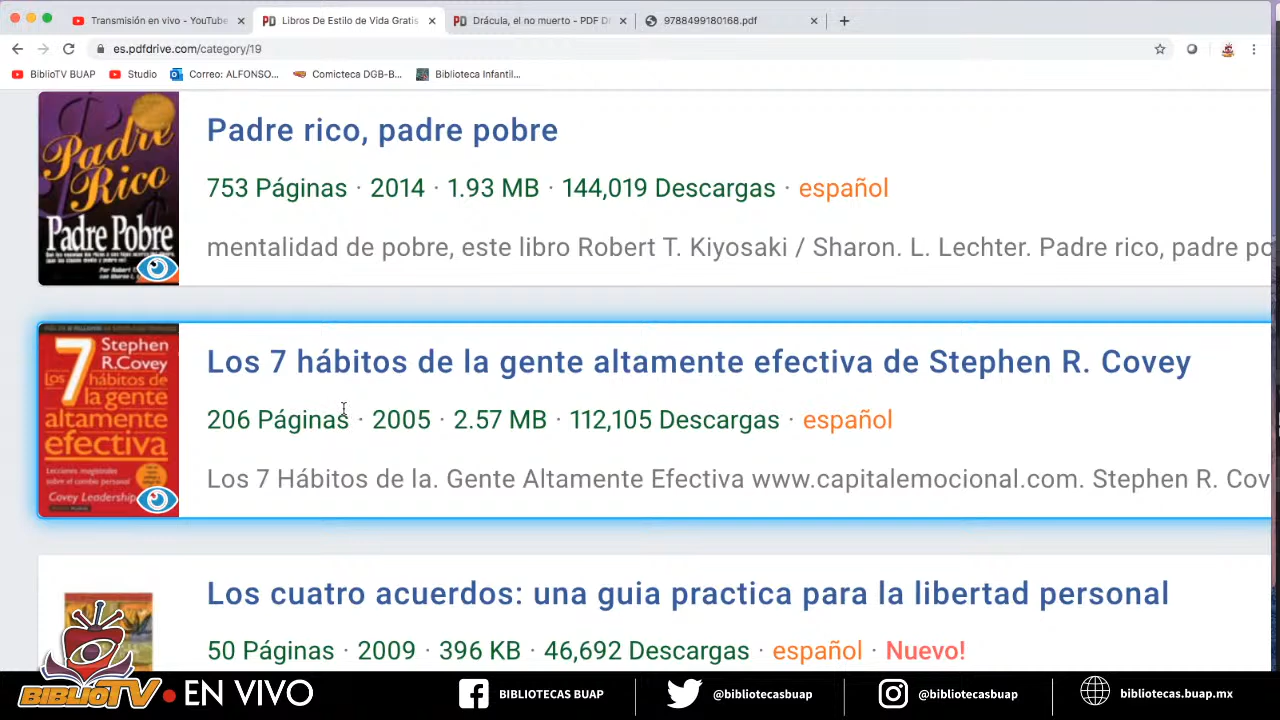 Transmisión en vivo - YouTube
Libros De Estilo de Vida Gratis
Drácula, el no muerto - PDF D
9788499180168.pdf
es.pdfdrive.com/category/19
BiblioTV BUAP
Studio
Correo: ALFONSO...
Comicteca DGB-B...
Biblioteca Infantil...
Padre Rico
Padre Pobre
Padre rico, padre pobre
753 Páginas · 2014 · 1.93 MB · 144,019 Descargas · español
mentalidad de pobre, este libro Robert T. Kiyosaki / Sharon. L. Lechter. Padre rico, padre po
Stephen
R.Covey
Los 7 hábitos de
la gente
altamente
efectiva
Covey Leadership
Los 7 hábitos de la gente altamente efectiva de Stephen R. Covey
206 Páginas · 2005 · 2.57 MB · 112,105 Descargas · español
Los 7 Hábitos de la. Gente Altamente Efectiva www.capitalemocional.com. Stephen R. Cov
Los cuatro acuerdos: una guia practica para la libertad personal
50 Páginas · 2009 · 396 KB · 46,692 Descargas · español · Nuevo!
BIBLIOTV EN VIVO
BIBLIOTECAS BUAP
@bibliotecasbuap
@bibliotecasbuap
bibliotecas.buap.mx